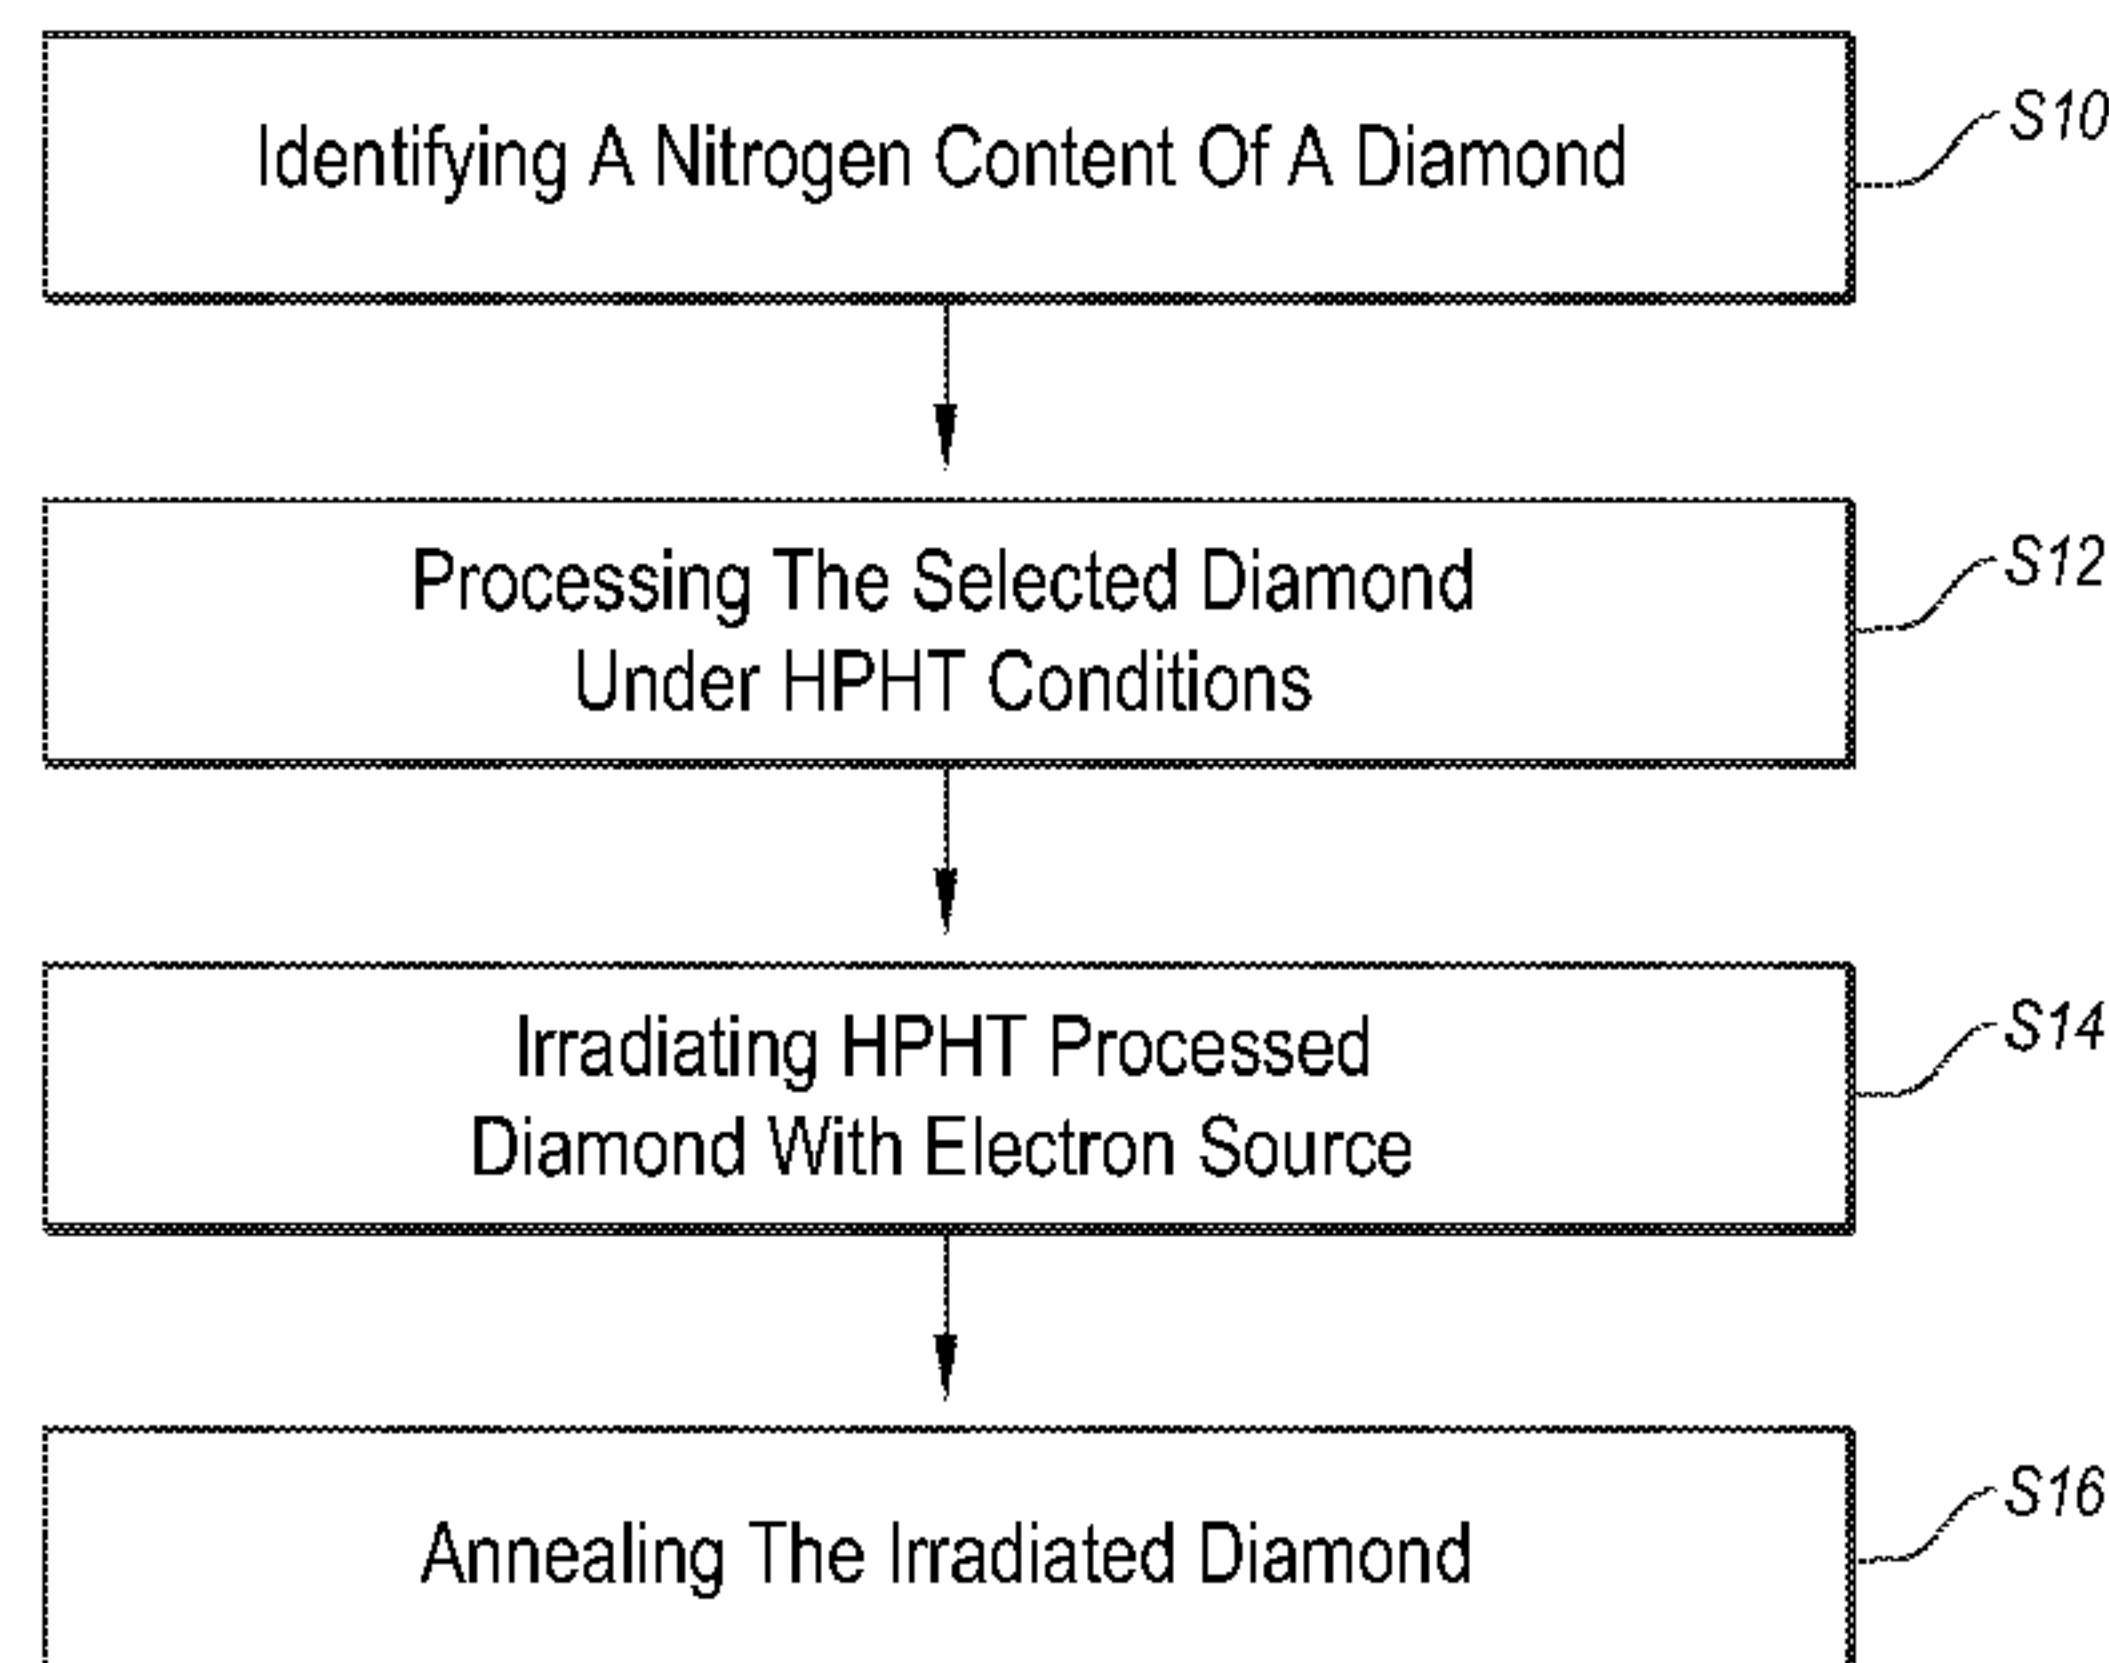 Identifying A Nitrogen Content Of A Diamond
S10
Processing The Selected Diamond
Under HPHT Conditions
S12
Irradiating HPHT Processed
Diamond With Electron Source
S14
Annealing The Irradiated Diamond
S16